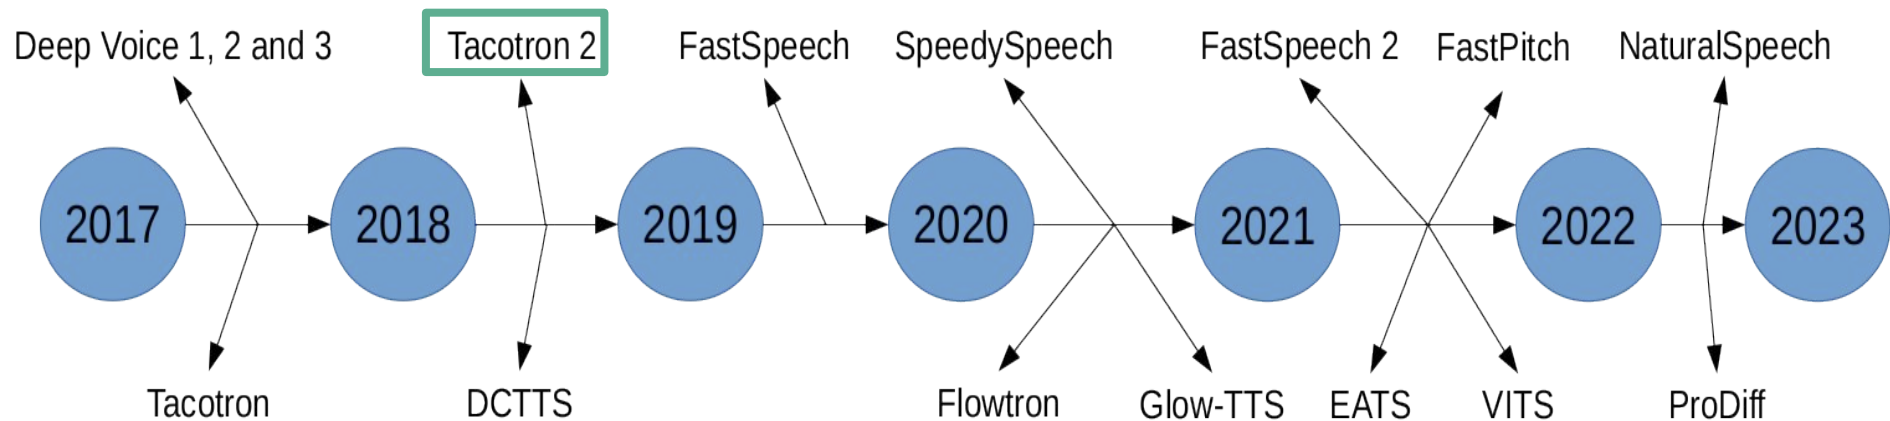 Deep Voice 1, 2 and 3 Tacotron 2 FastSpeech SpeedySpeech FastSpeech 2 FastPitch NaturalSpeech
2017 2018 2019 2020 2021 2022 2023
Tacotron DCTTS Flowtron Glow-TTS EATS VITS ProDiff